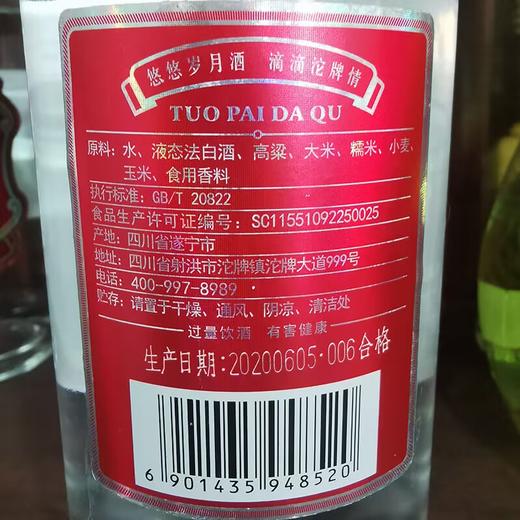 悠悠岁月酒 滴滴沱牌情
TUO PAI DA QU
原料：水、液态法白酒、高粱、大米、糯米、小麦、
玉米、食用香料
执行标准：GB/T 20822
食品生产许可证编号：SC11551092250025
产地：四川省遂宁市
地址：四川省射洪市沱牌镇沱牌大道999号
电话：400-997-8989
贮存：请置于干燥、通风、阴凉、清洁处
过量饮酒 有害健康
生产日期：20200605·006合格
6 901435 948520